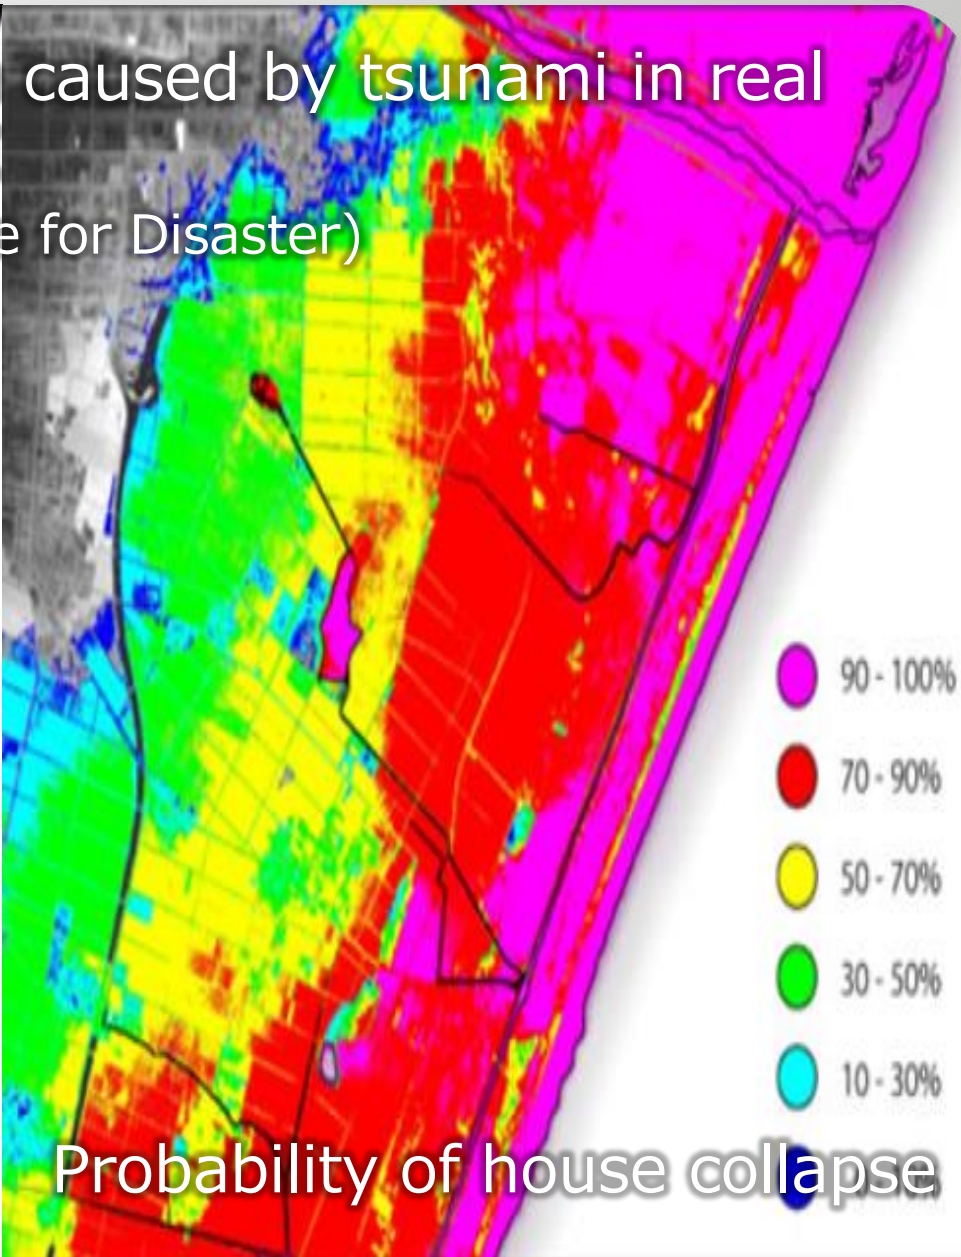 caused by tsunami in real
e for Disaster)
90 - 100%
70 - 90%
50 - 70%
30 - 50%
10 - 30%
Probability of house collapse